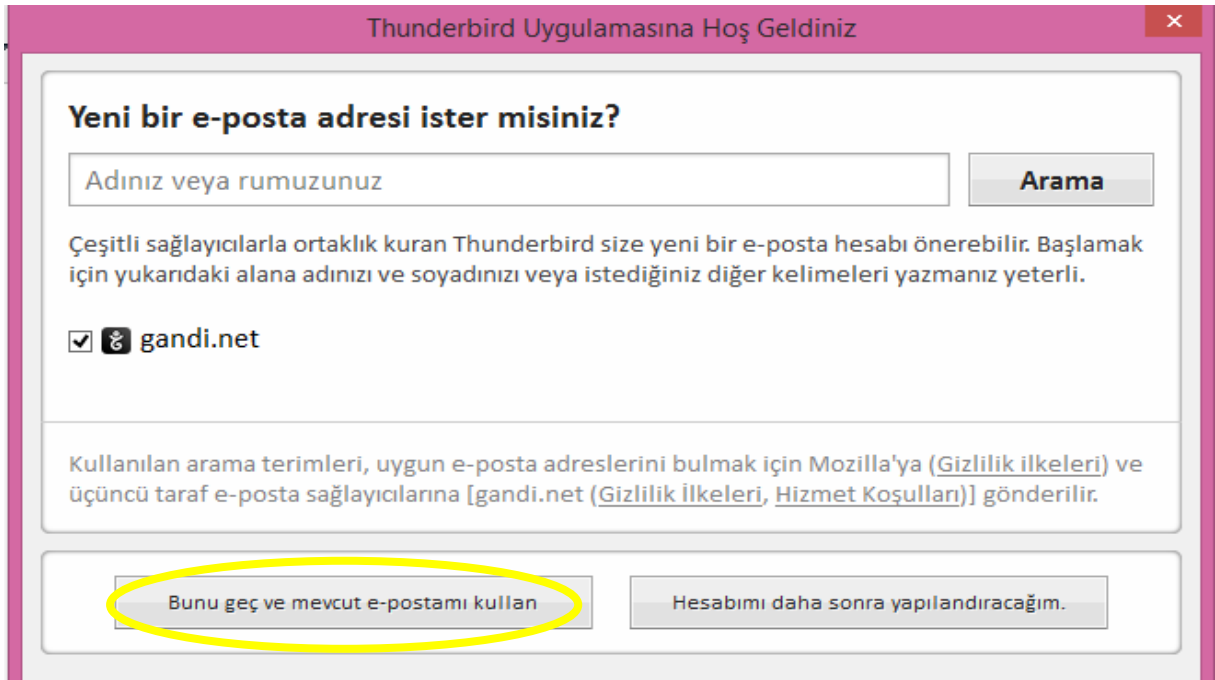 Thunderbird Uygulamasına Hoş Geldiniz
Yeni bir e-posta adresi ister misiniz?
Adınız veya rumuzunuz
Arama
Çeşitli sağlayıcılarla ortaklık kuran Thunderbird size yeni bir e-posta hesabı önerebilir. Başlamak
için yukarıdaki alana adınızı ve soyadınızı veya istediğiniz diğer kelimeleri yazmanız yeterli.
gandi.net
Kullanılan arama terimleri, uygun e-posta adreslerini bulmak için Mozilla'ya (Gizlilik ilkeleri) ve
üçüncü taraf e-posta sağlayıcılarına [gandi.net (Gizlilik İlkeleri, Hizmet Koşulları)] gönderilir.
Bunu geç ve mevcut e-postamı kullan
Hesabımı daha sonra yapılandıracağım.